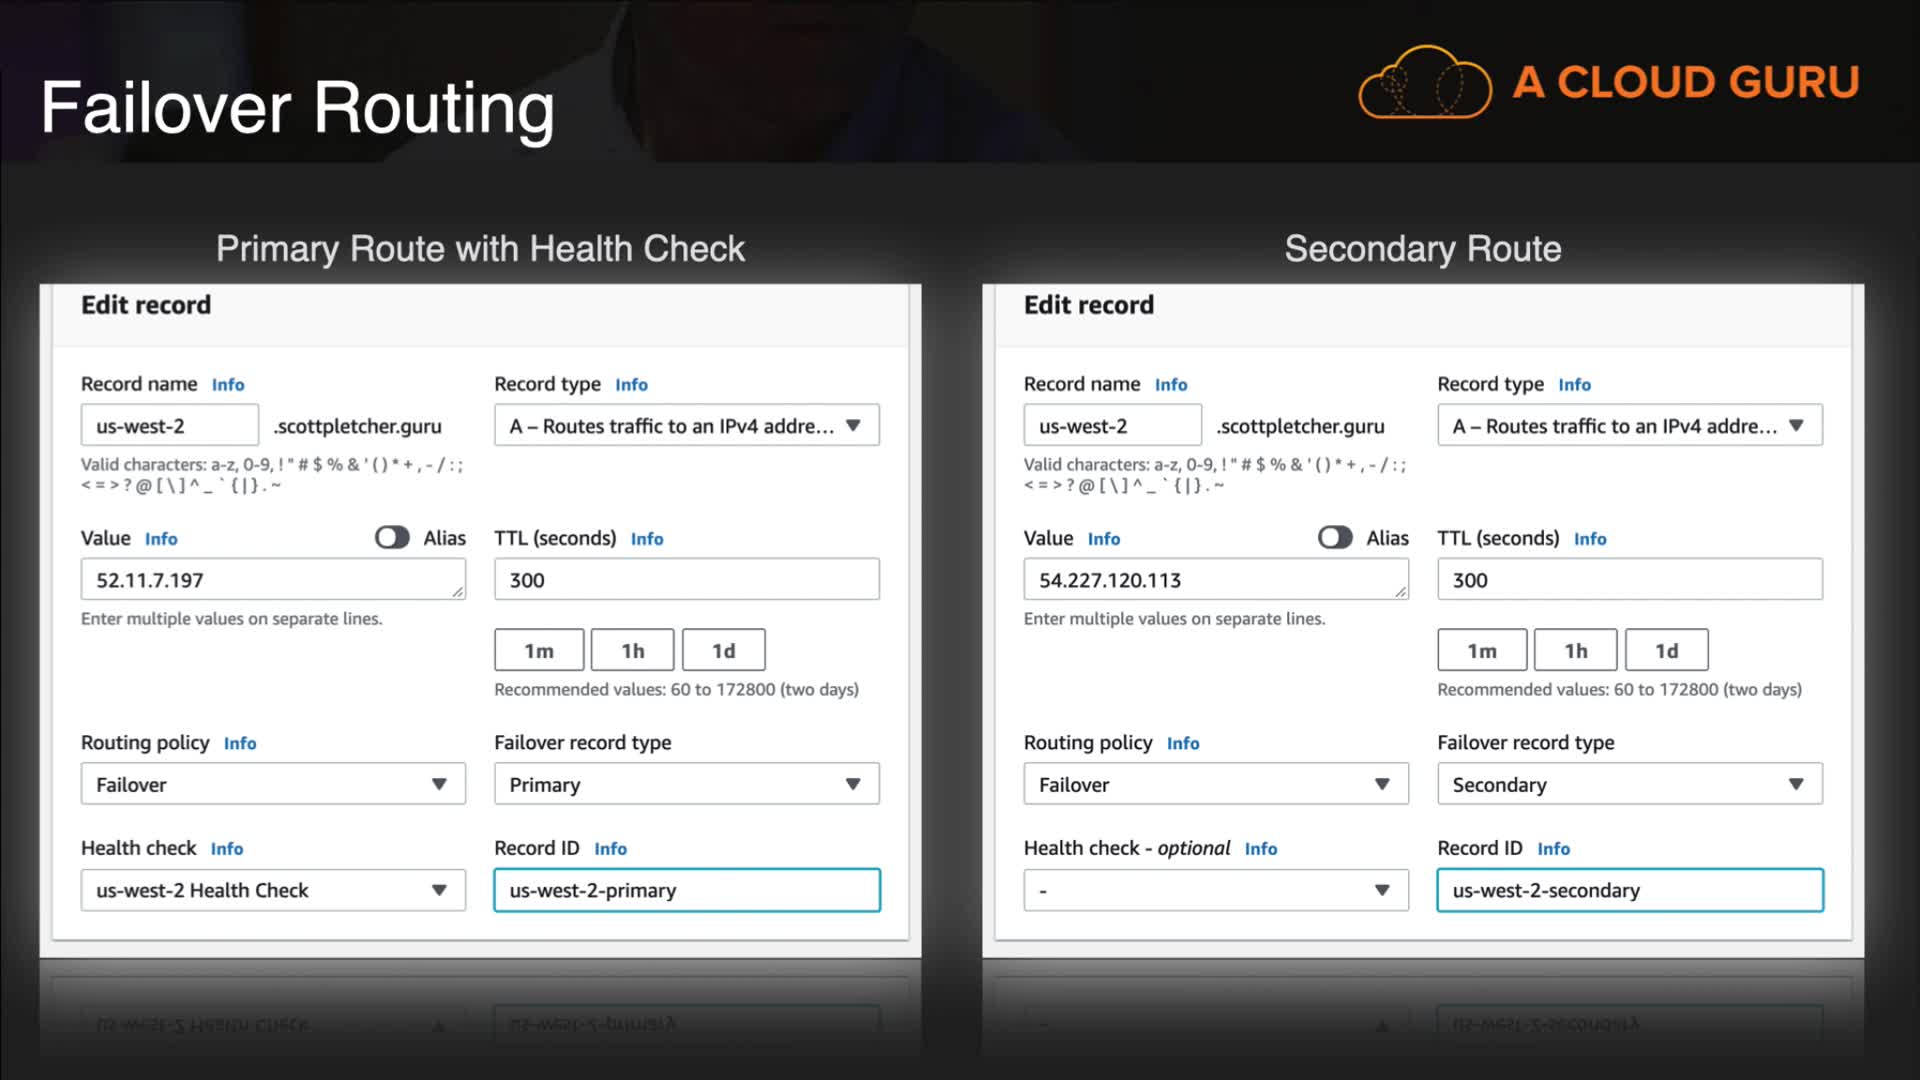 Failover Routing
A CLOUD GURU
Primary Route with Health Check
Edit record
Record name Info
us-west-2 .scottpletcher.guru
Valid characters: a-z, 0-9, ! " # $ % & ' ( ) * + , - / : ;
< = > ? @ [ \ ] ^ _ ` { | } . ~
Record type Info
A – Routes traffic to an IPv4 addre...
Value Info Alias
52.11.7.197
Enter multiple values on separate lines.
TTL (seconds) Info
300
1m 1h 1d
Recommended values: 60 to 172800 (two days)
Routing policy Info
Failover
Failover record type
Primary
Health check Info
us-west-2 Health Check
Record ID Info
us-west-2-primary
Secondary Route
Edit record
Record name Info
us-west-2 .scottpletcher.guru
Valid characters: a-z, 0-9, ! " # $ % & ' ( ) * + , - / : ;
< = > ? @ [ \ ] ^ _ ` { | } . ~
Record type Info
A – Routes traffic to an IPv4 addre...
Value Info Alias
54.227.120.113
Enter multiple values on separate lines.
TTL (seconds) Info
300
1m 1h 1d
Recommended values: 60 to 172800 (two days)
Routing policy Info
Failover
Failover record type
Secondary
Health check - optional Info
-
Record ID Info
us-west-2-secondary